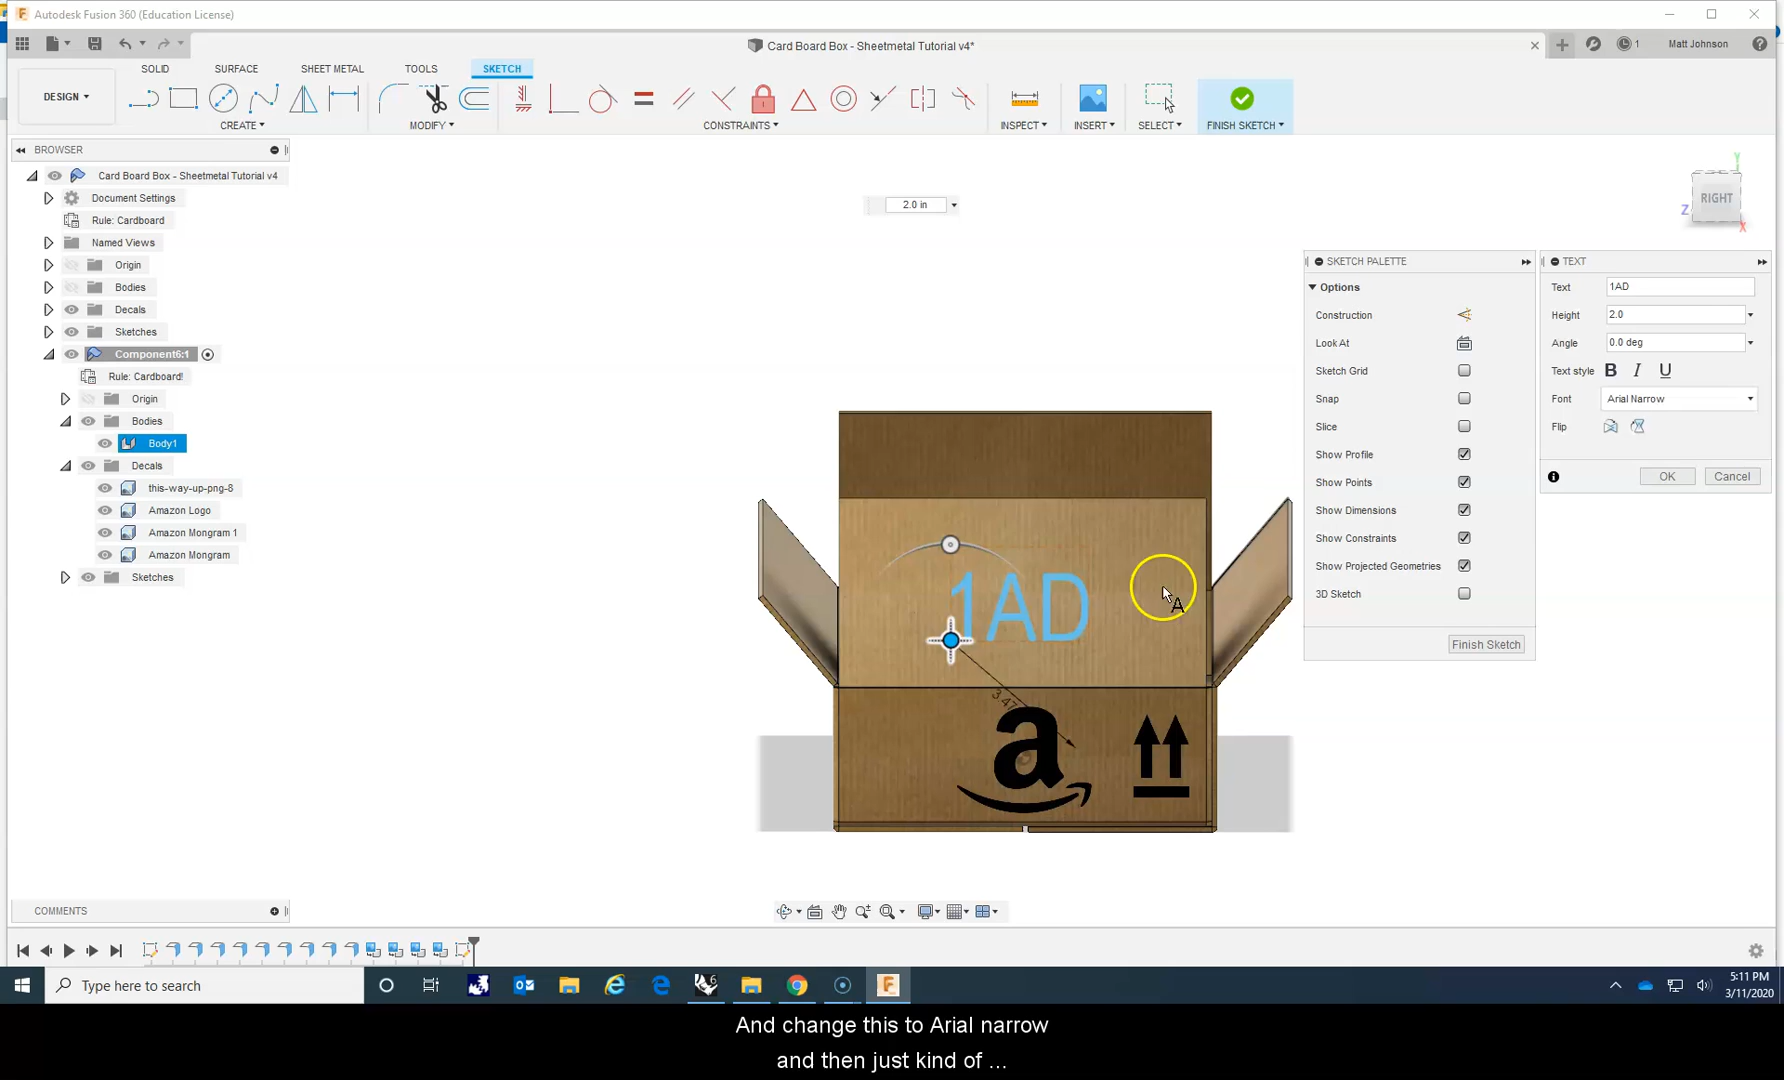 Autodesk Fusion 360 (Education License)
Card Board Box - Sheetmetal Tutorial v4*
1
Matt Johnson
DESIGN
SOLID SURFACE SHEET METAL TOOLS SKETCH
CREATE MODIFY CONSTRAINTS INSPECT INSERT SELECT FINISH SKETCH
BROWSER
Card Board Box - Sheetmetal Tutorial v4
Document Settings
Rule: Cardboard
Named Views
Origin
Bodies
Decals
Sketches
Component6:1
Rule: Cardboard!
Origin
Bodies
Body1
Decals
this-way-up-png-8
Amazon Logo
Amazon Mongram 1
Amazon Mongram
Sketches
2.0 in
Y
RIGHT
Z
X
SKETCH PALETTE
Options
Construction
Look At
Sketch Grid
Snap
Slice
Show Profile
Show Points
Show Dimensions
Show Constraints
Show Projected Geometries
3D Sketch
Finish Sketch
TEXT
Text 1AD
Height 2.0
Angle 0.0 deg
Text style B I U
Font Arial Narrow
Flip
OK Cancel
1AD
A
3.47
a
COMMENTS
Type here to search
5:11 PM
3/11/2020
And change this to Arial narrow
and then just kind of ...